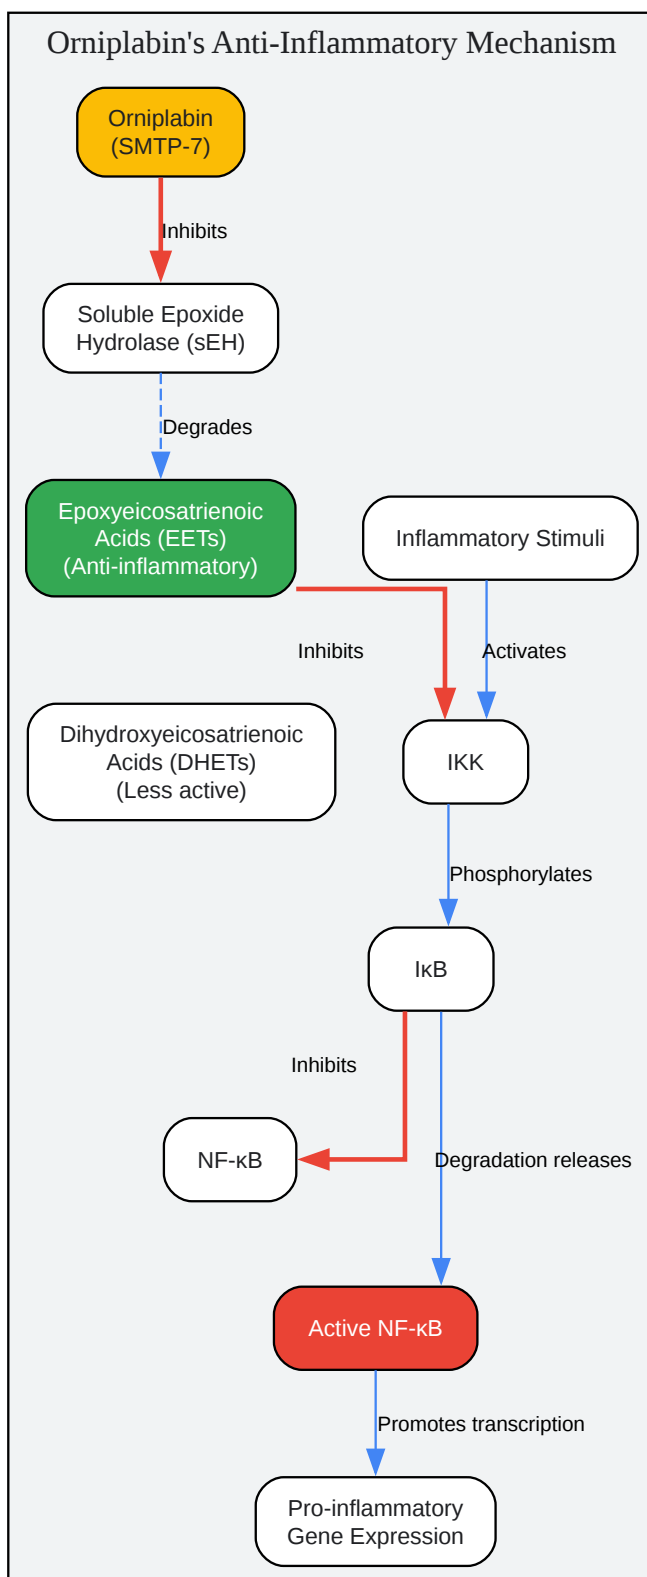 Orniplabin's Anti-Inflammatory Mechanism
Orniplabin
(SMTP-7)
Inhibits
Soluble Epoxide
Hydrolase (sEH)
Degrades
Epoxyeicosatrienoic
Acids (EETs)
(Anti-inflammatory)
Inflammatory Stimuli
Inhibits
Activates
Dihydroxyeicosatrienoic
Acids (DHETs)
(Less active)
IKK
Phosphorylates
IκB
Inhibits
NF-κB
Degradation releases
Active NF-κB
Promotes transcription
Pro-inflammatory
Gene Expression